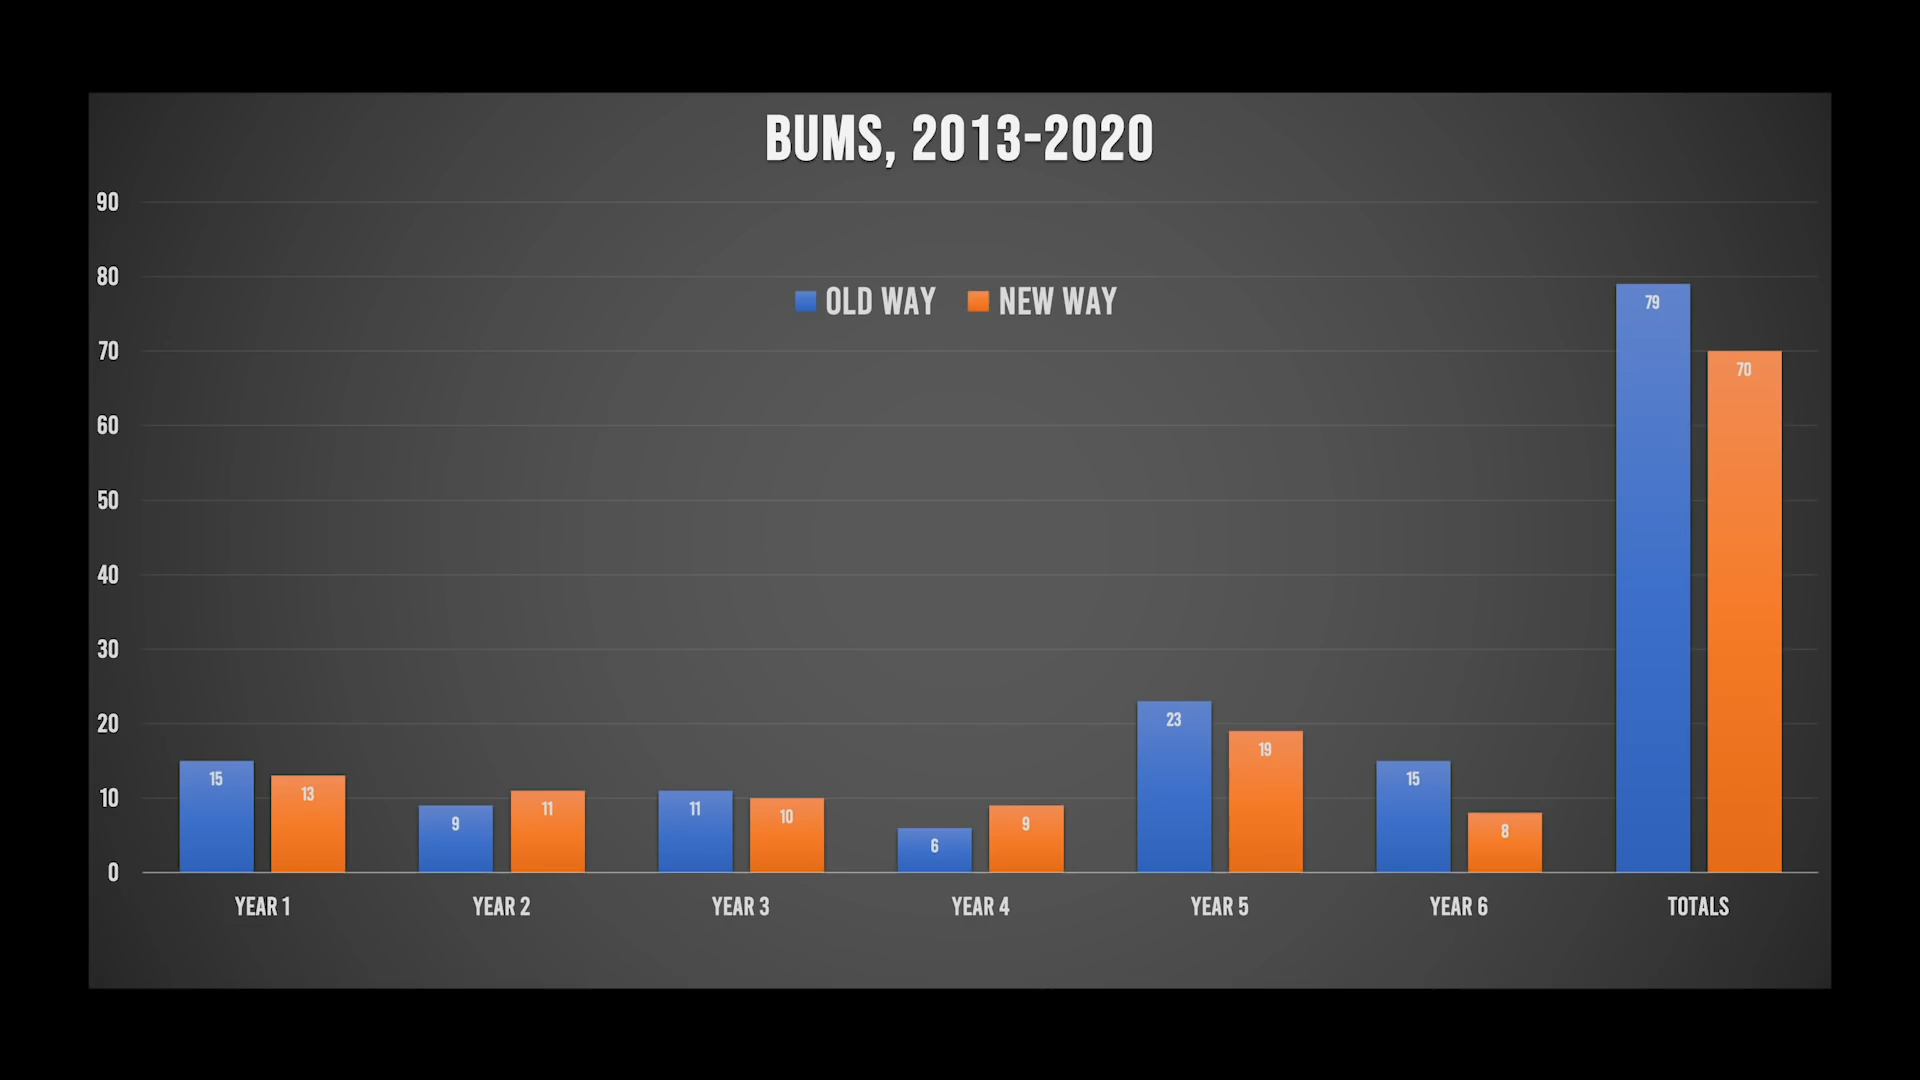 BUMS, 2013-2020
90
80
OLD WAY NEW WAY
70
60
50
40
30
20
10
0
15 13 9 11 11 10 6 9 23 19 15 8 79 70
YEAR 1 YEAR 2 YEAR 3 YEAR 4 YEAR 5 YEAR 6 TOTALS